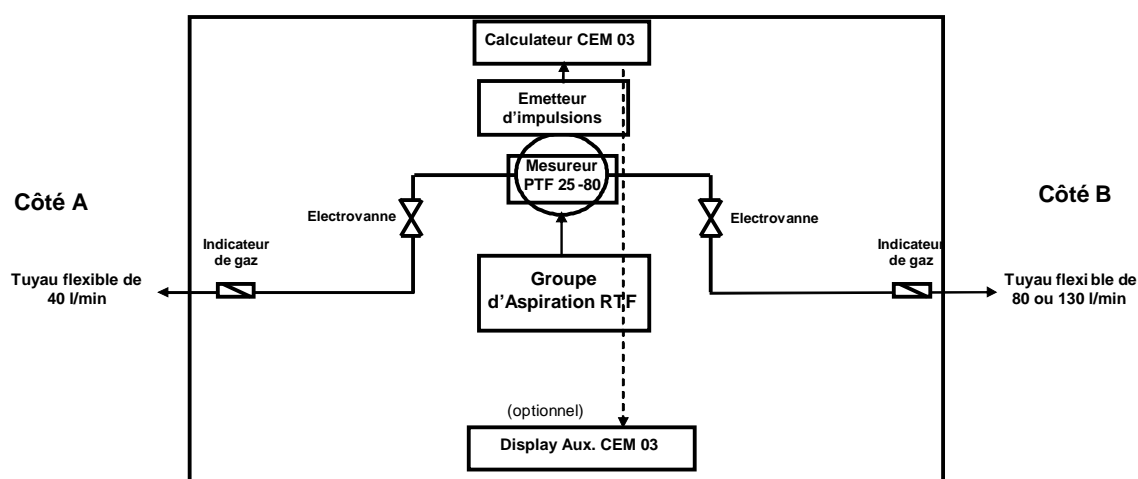 Calculateur CEM 03
Emetteur
d'impulsions
Mesureur
PTF 25-80
Côté A
Côté B
Electrovanne
Electrovanne
Indicateur
de gaz
Indicateur
de gaz
Tuyau flexible de
40 l/min
Groupe
d'Aspiration RTF
Tuyau flexible de
80 ou 130 l/min
(optionnel)
Display Aux. CEM 03